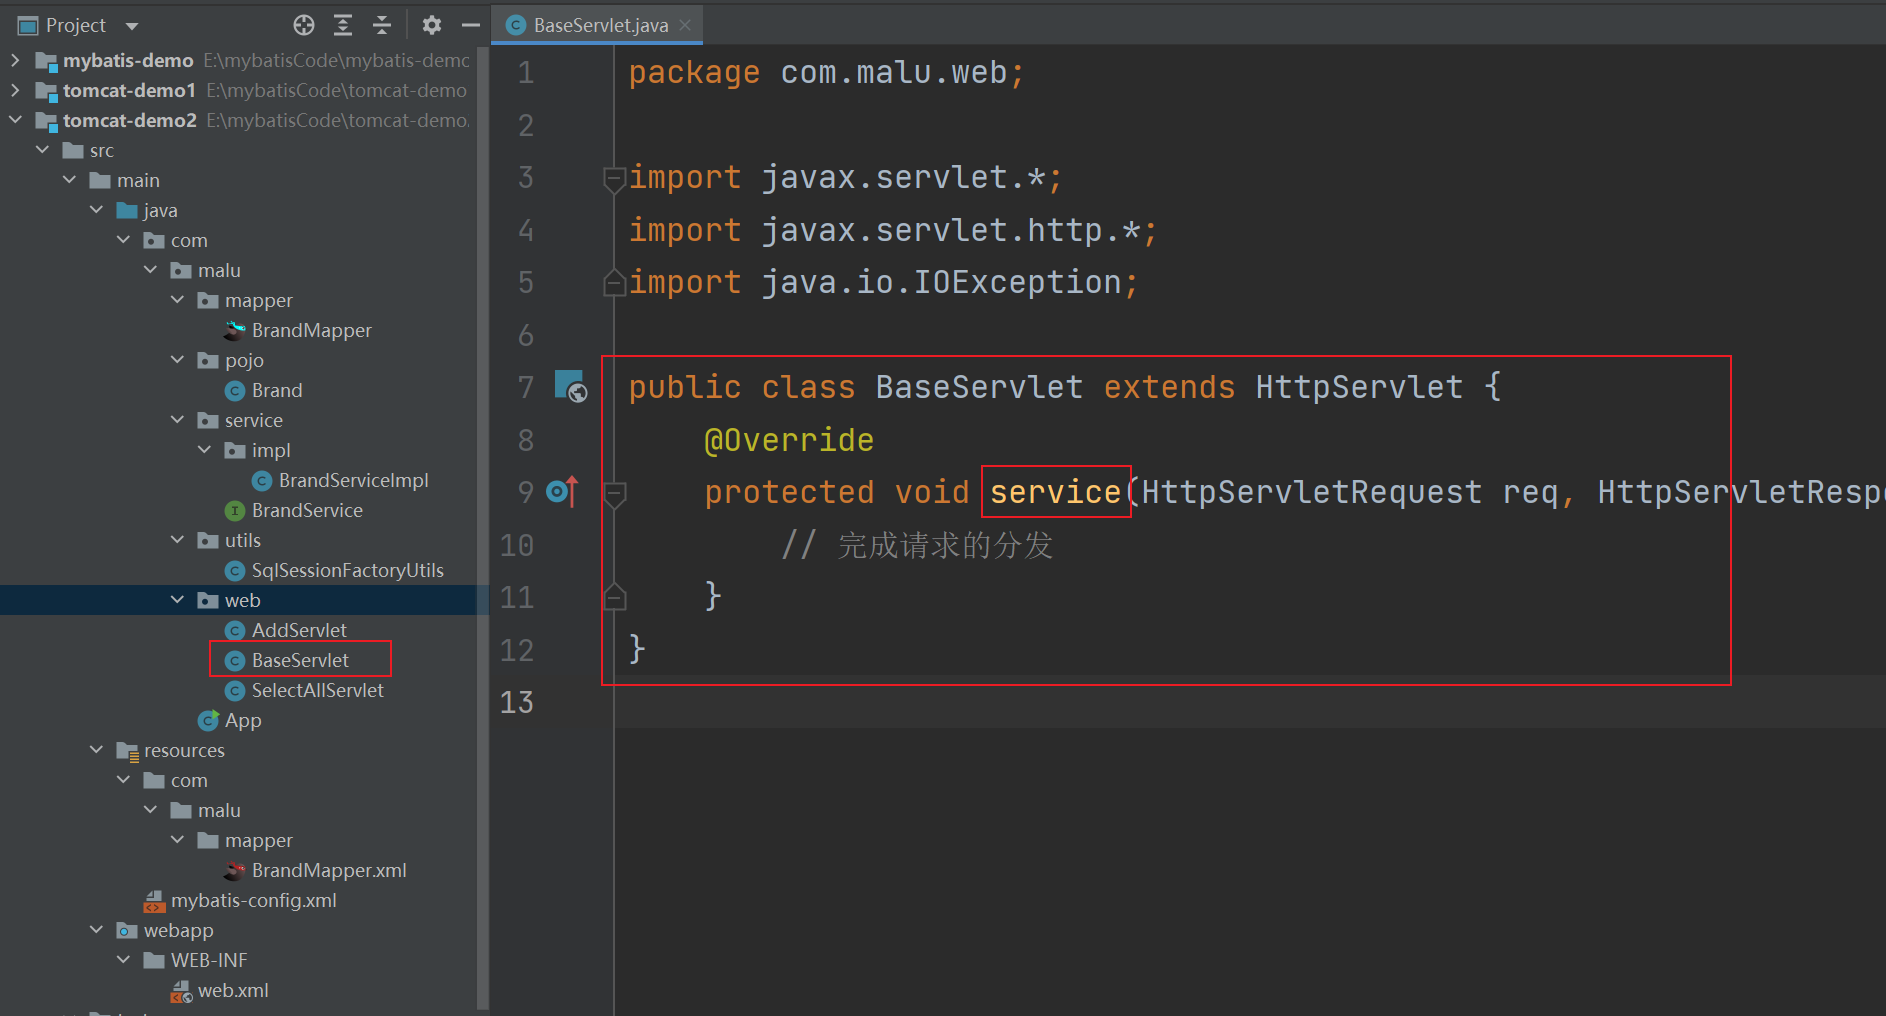 Project
mybatis-demo E:\mybatisCode\mybatis-demc
tomcat-demo1 E:\mybatisCode\tomcat-demo
tomcat-demo2 E:\mybatisCode\tomcat-demo.
src
main
java
com
malu
mapper
BrandMapper
pojo
Brand
service
impl
BrandServiceImpl
BrandService
utils
SqlSessionFactoryUtils
web
AddServlet
BaseServlet
SelectAllServlet
App
resources
com
malu
mapper
BrandMapper.xml
mybatis-config.xml
webapp
WEB-INF
web.xml
BaseServlet.java
1 package com.malu.web;
2
3 import javax.servlet.*;
4 import javax.servlet.http.*;
5 import java.io.IOException;
6
7 public class BaseServlet extends HttpServlet {
8 @Override
9 protected void service(HttpServletRequest req, HttpServletResp
10 // 完成请求的分发
11 }
12 }
13